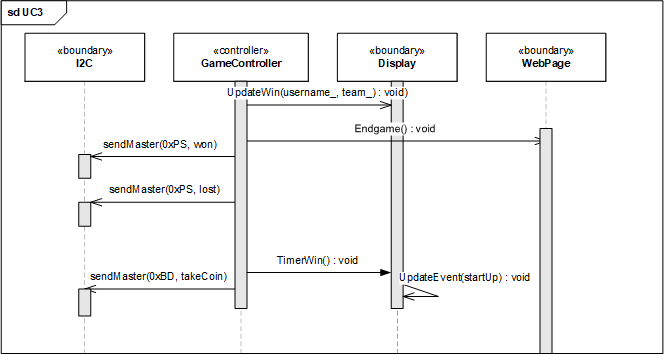 sd UC3
«boundary»
I2C
«controller»
GameController
«boundary»
Display
«boundary»
WebPage
UpdateWin(username_, team_) : void)
Endgame() : void
sendMaster(0xPS, won)
sendMaster(0xPS, lost)
TimerWin() : void
sendMaster(0xBD, takeCoin)
UpdateEvent(startUp) : void